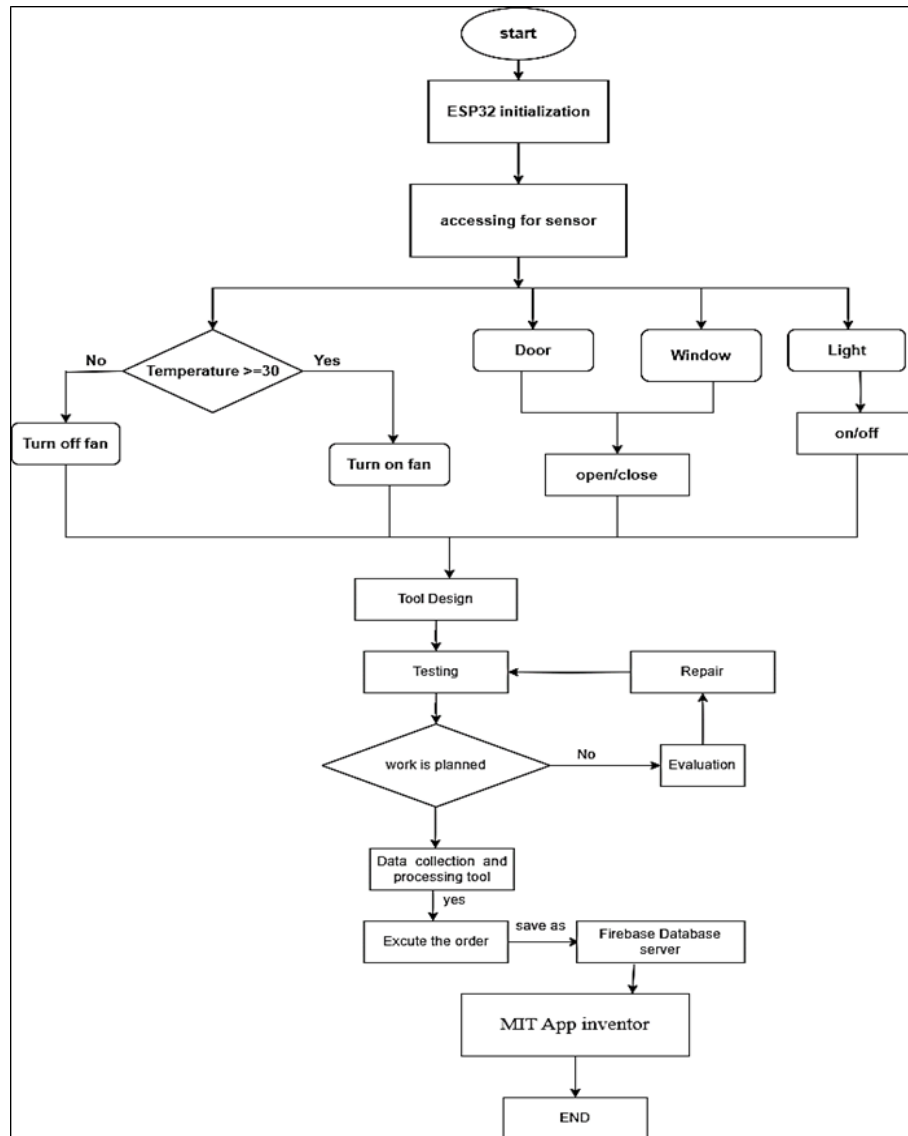 start
ESP32 initialization
accessing for sensor
No
Temperature >=30
Yes
Door
Window
Light
Turn off fan
Turn on fan
open/close
on/off
Tool Design
Testing
Repair
work is planned
No
Evaluation
Data collection and
processing tool
yes
Excute the order
save as
Firebase Database
server
MIT App inventor
END